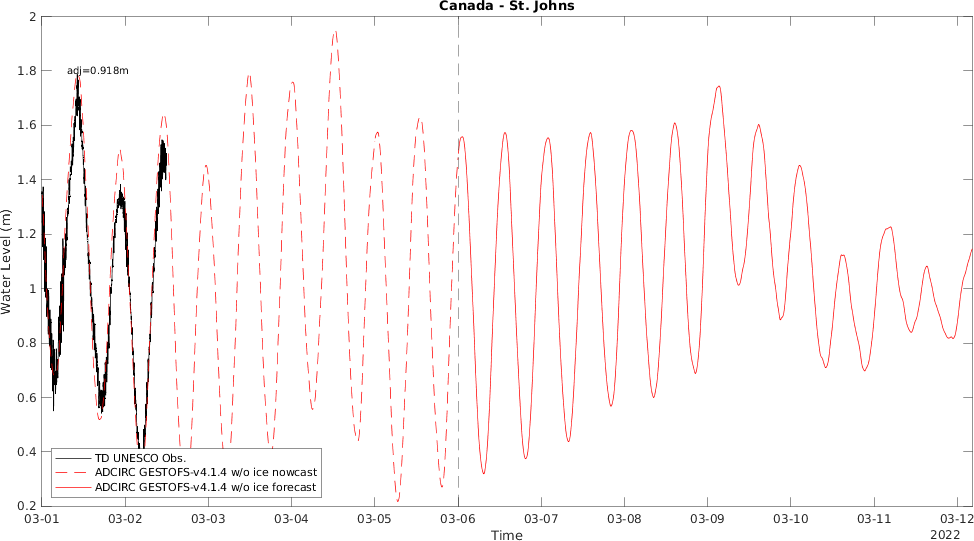 Canada - St. Johns
adj=0.918m
Water Level (m)
2
1.8
1.6
1.4
1.2
1
0.8
0.6
0.4
0.2
TD UNESCO Obs.
ADCIRC GESTOFS-v4.1.4 w/o ice nowcast
ADCIRC GESTOFS-v4.1.4 w/o ice forecast
03-01 03-02 03-03 03-04 03-05 03-06 03-07 03-08 03-09 03-10 03-11 03-12
Time
2022